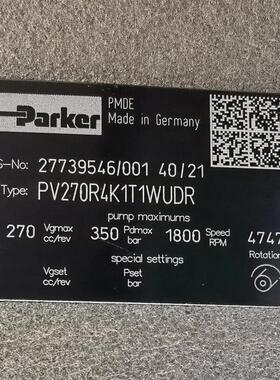 Parker
PMDE
Made in Germany
S-No: 27739546/001 40/21
Type: PV270R4K1T1WUDR
pump maximums
270 Vgmax cc/rev 350 Pdmax bar 1800 Speed RPM 4747
special settings
Rotation
Vgset cc/rev
Pset bar